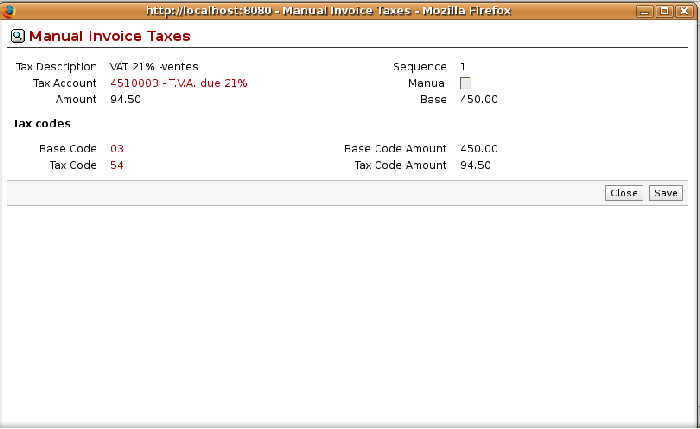 http://localhost:8080 - Manual Invoice Taxes - Mozilla Firefox
Manual Invoice Taxes
Tax Description VAT 21% -ventes Sequence 1
Tax Account 4510003 - T.V.A. due 21% Manual
Amount 94.50 Base 450.00
Tax codes
Base Code 03 Base Code Amount 450.00
Tax Code 54 Tax Code Amount 94.50
Close Save